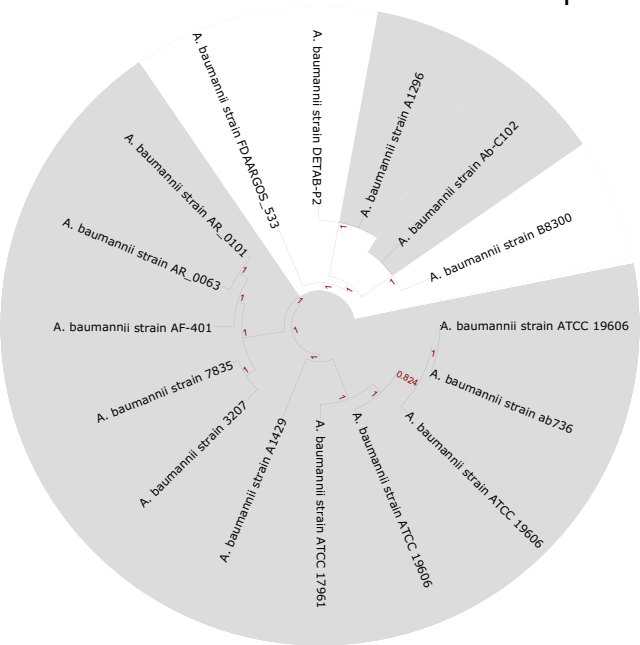 A. baumannii strain FDAARGOS_533
A. baumannii strain DETAB-P2
A. baumannii strain A1296
A. baumannii strain Ab-C102
A. baumannii strain B8300
A. baumannii strain ATCC 19606
A. baumannii strain ab736
A. baumannii strain ATCC 19606
A. baumannii strain ATCC 19606
A. baumannii strain ATCC 17961
A. baumannii strain A1429
A. baumannii strain 3207
A. baumannii strain 7835
A. baumannii strain AF-401
A. baumannii strain AR_0063
A. baumannii strain AR_0101
1
1
1
1
1
1
1
1
1
1
1
1
1
0.824
1